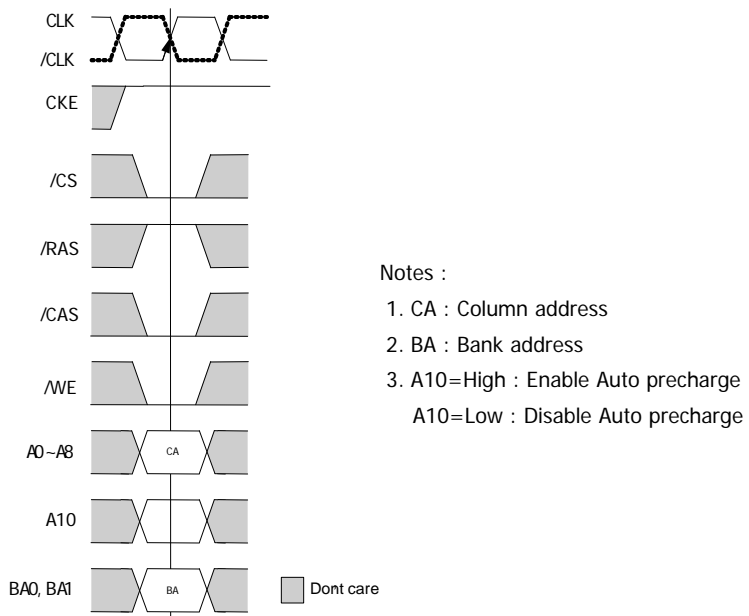 CLK
/CLK
CKE
/CS
/RAS
/CAS
/WE
A0~A8
CA
A10
BA0, BA1
BA
Dont care
Notes :
1. CA : Column address
2. BA : Bank address
3. A10=High : Enable Auto precharge
A10=Low : Disable Auto precharge